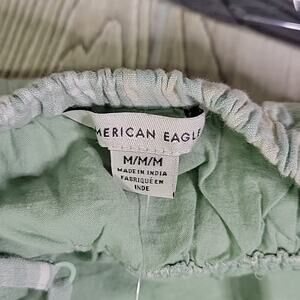 MERICAN EAGLE
M/M/M
MADE IN INDIA
FABRIQUÉ EN
INDE